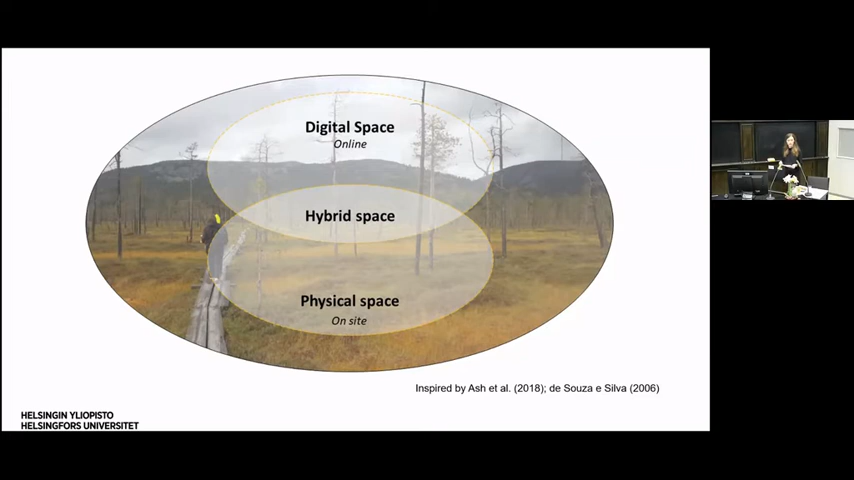 Digital Space
Online
Hybrid space
Physical space
On site
Inspired by Ash et al. (2018); de Souza e Silva (2006)
HELSINGIN YLIOPISTO
HELSINGFORS UNIVERSITET